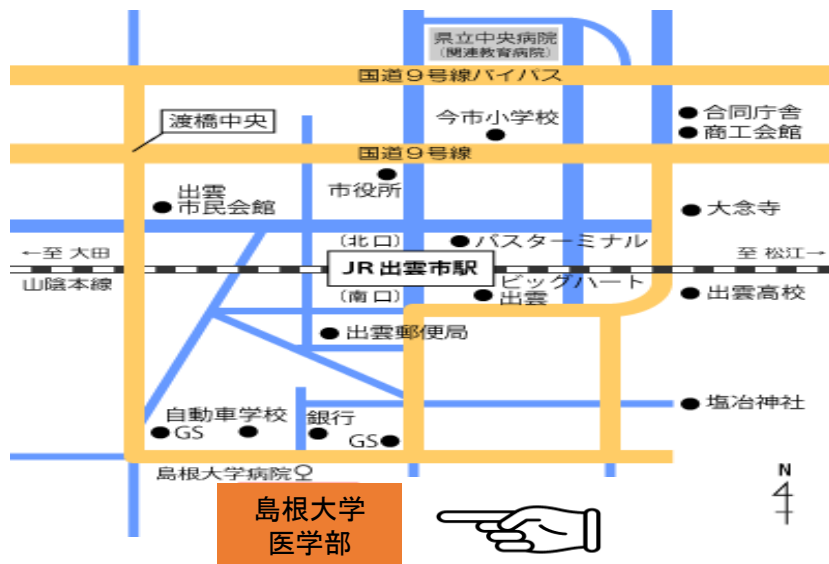 県立中央病院
(関連教育病院)
国道9号線バイパス
渡橋中央
今市小学校
合同庁舎
商工会館
国道9号線
出雲
市民会館
市役所
大念寺
(北口)
バスターミナル
←至 大田
至 松江→
JR出雲市駅
山陰本線
(南口)
ビッグハート
出雲
出雲高校
出雲郵便局
自動車学校
銀行
塩冶神社
GS
GS
島根大学病院
N
島根大学
医学部